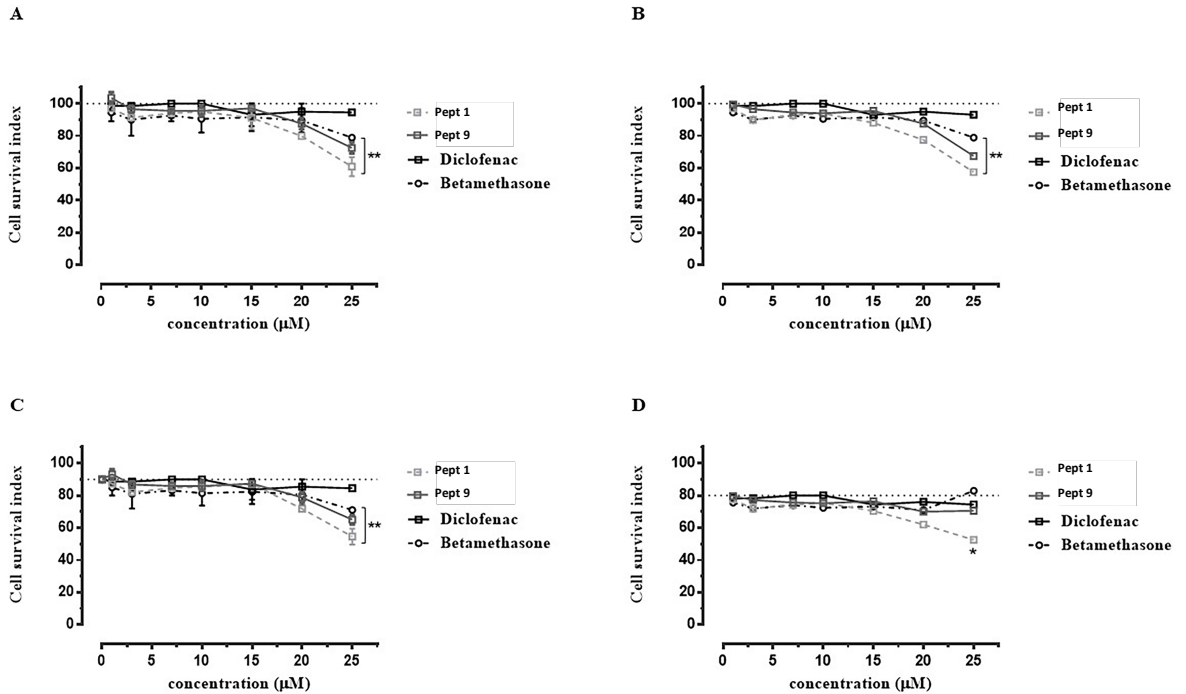 A
Cell survival index
100
80
60
40
20
0
0 5 10 15 20 25
concentration (μM)
**
Pept 1
Pept 9
Diclofenac
Betamethasone
B
Cell survival index
100
80
60
40
20
0
0 5 10 15 20 25
concentration (μM)
**
Pept 1
Pept 9
Diclofenac
Betamethasone
C
Cell survival index
100
80
60
40
20
0
0 5 10 15 20 25
concentration (μM)
**
Pept 1
Pept 9
Diclofenac
Betamethasone
D
Cell survival index
100
80
60
40
20
0
0 5 10 15 20 25
concentration (μM)
*
Pept 1
Pept 9
Diclofenac
Betamethasone